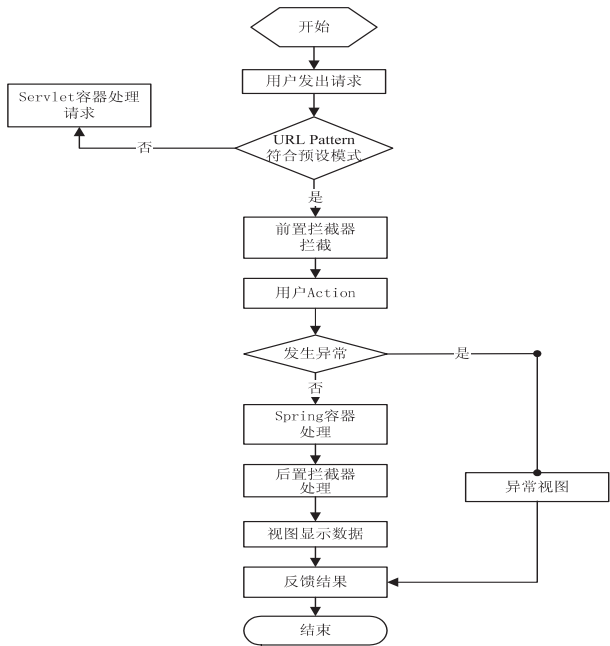 开始
用户发出请求
Servlet容器处理
请求
URL Pattern
符合预设模式
否
是
前置拦截器
拦截
用户Action
发生异常
是
否
Spring容器
处理
后置拦截器
处理
异常视图
视图显示数据
反馈结果
结束